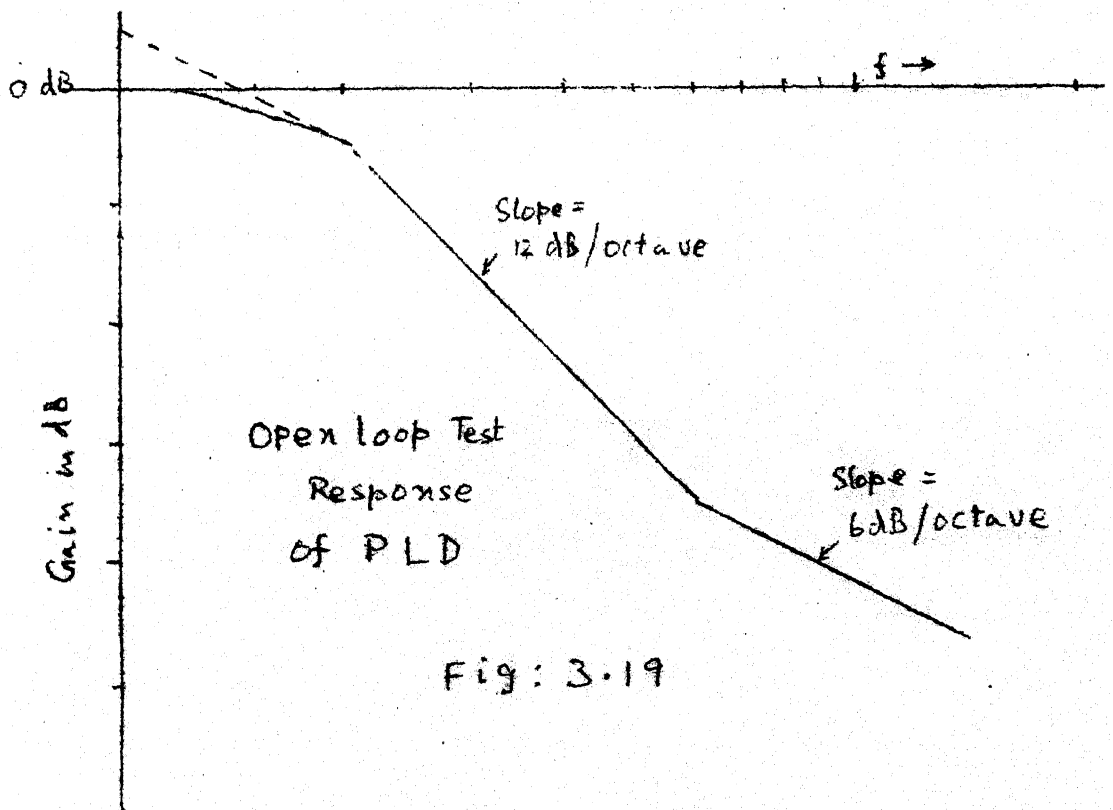 0 dB
f →
Slope =
12 dB/octave
Gain in dB
Open loop Test
Response
of PLD
Slope =
6dB/octave
Fig: 3.19